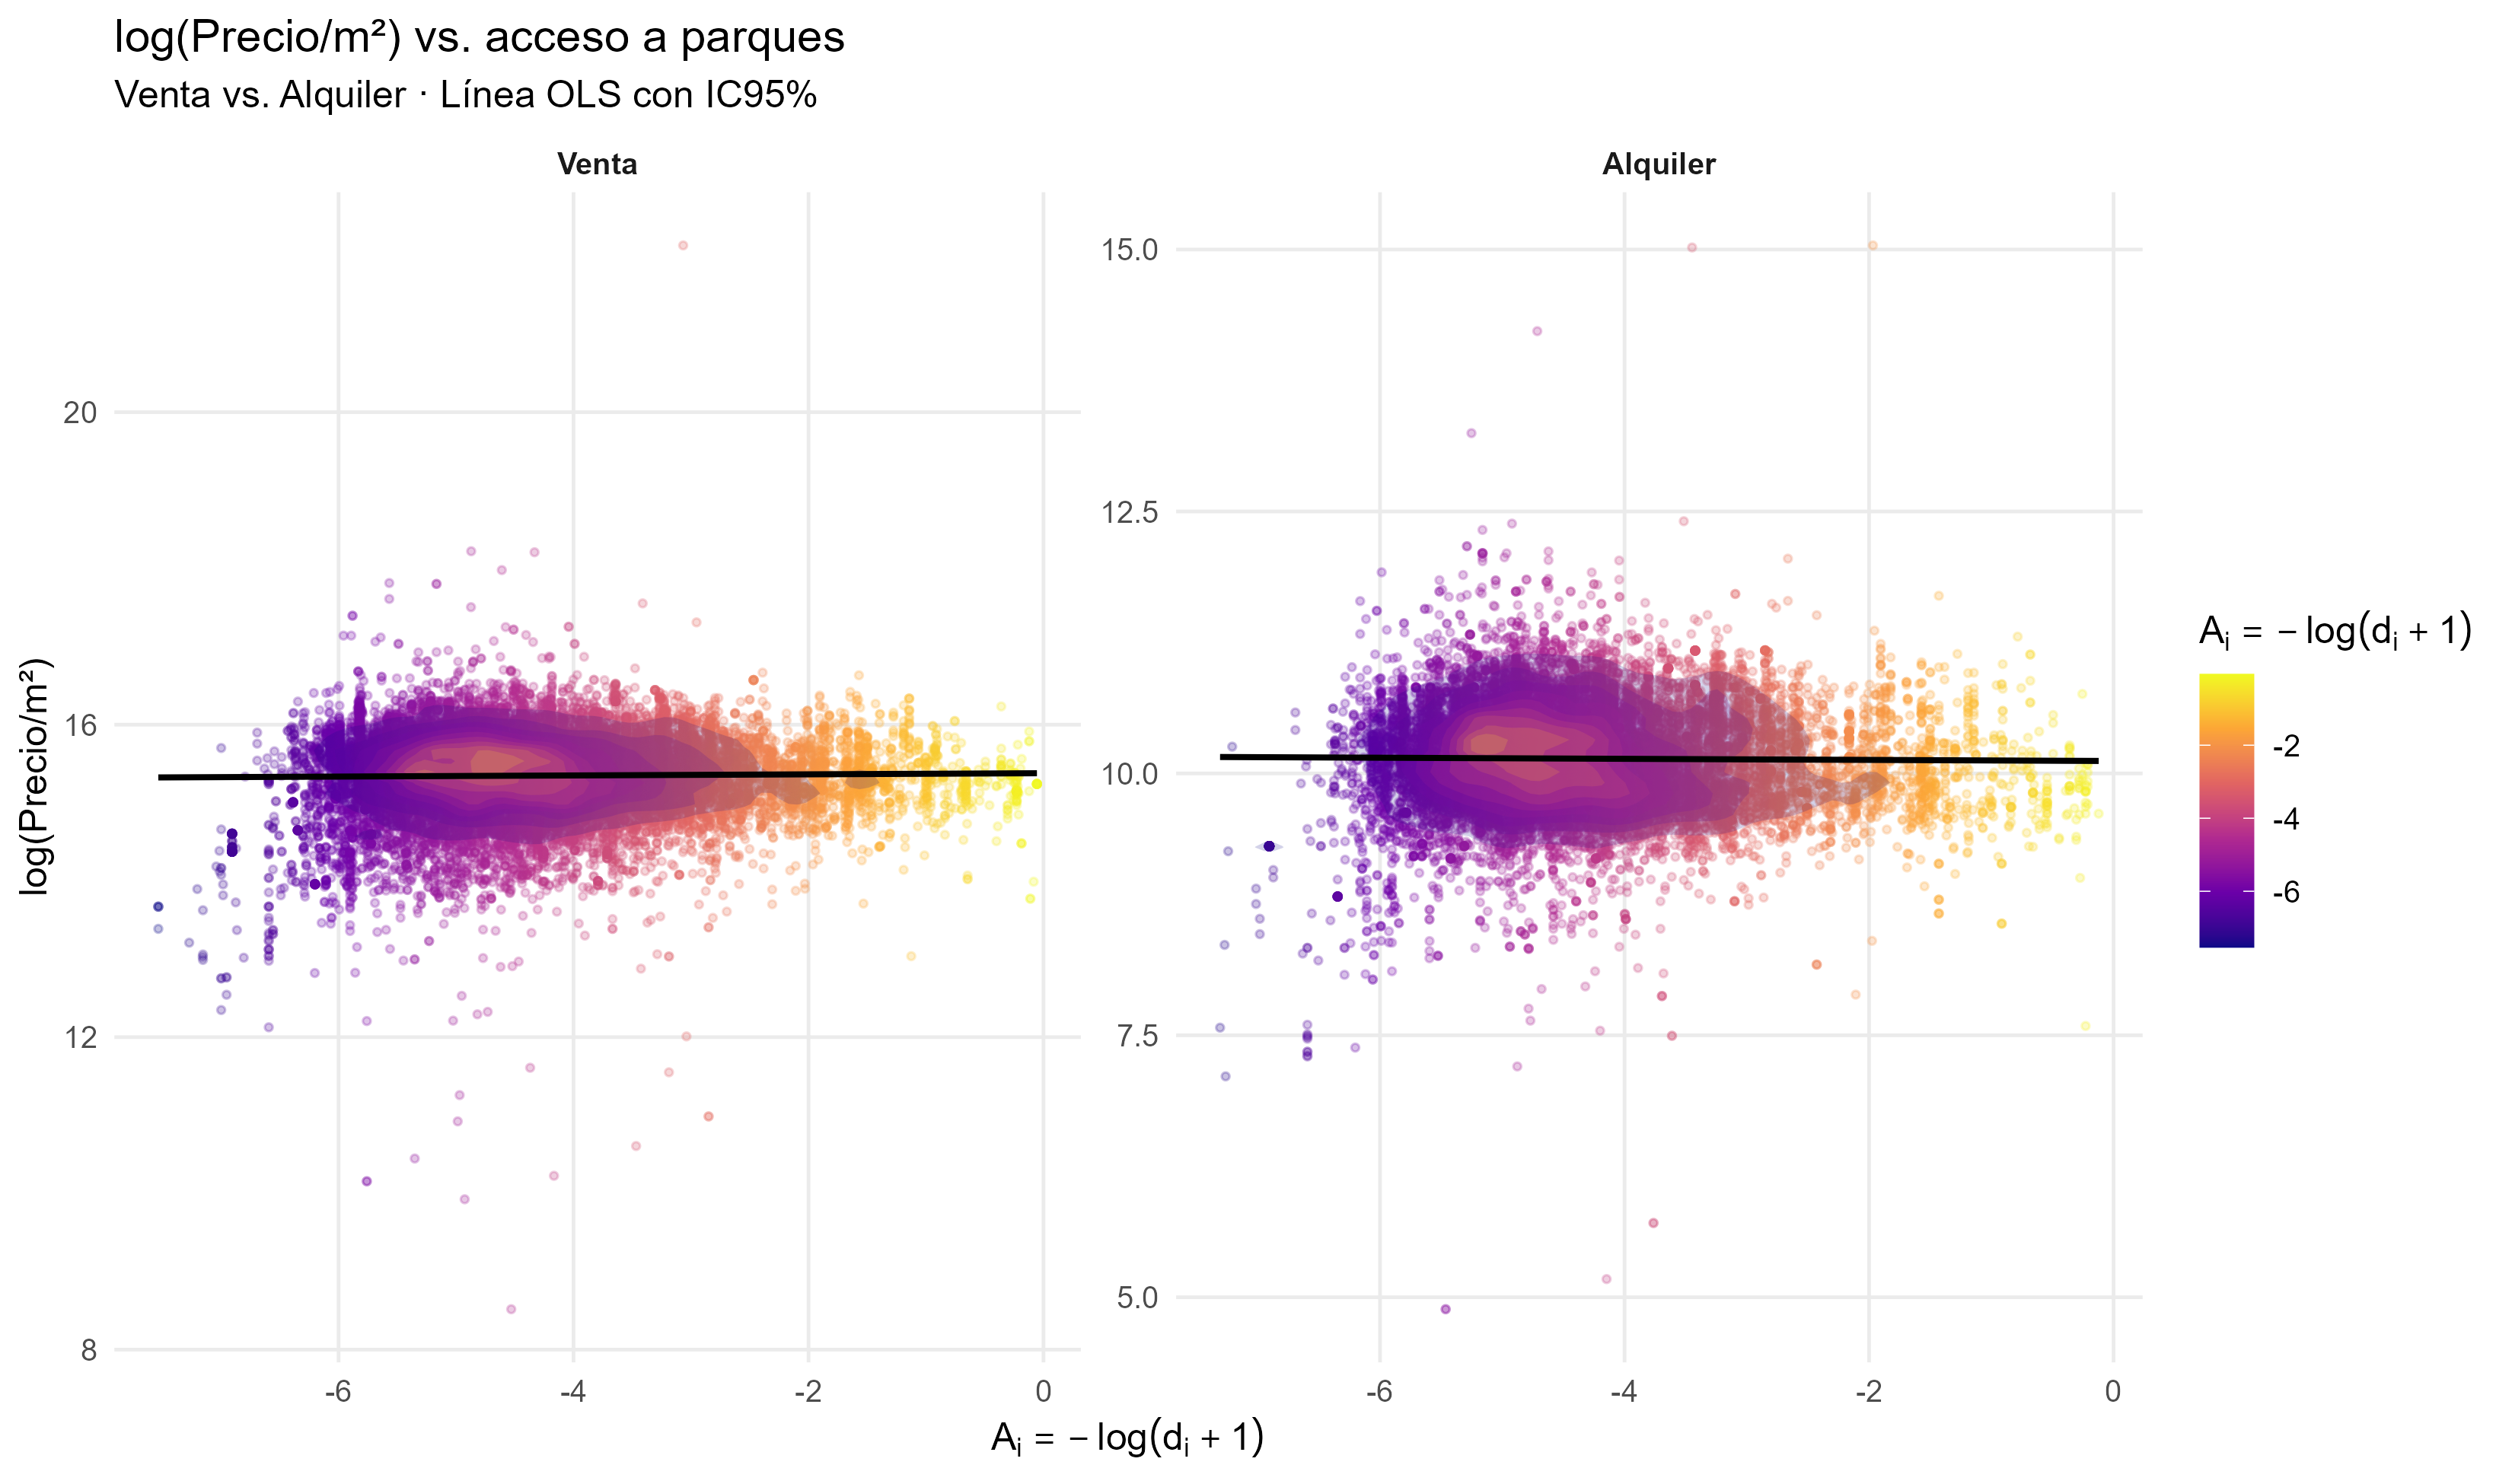 log(Precio/m²) vs. acceso a parques
Venta vs. Alquiler · Línea OLS con IC95%
Venta
Alquiler
log(Precio/m²)
20
16
12
8
-6
-4
-2
0
15.0
12.5
10.0
7.5
5.0
-6
-4
-2
0
Aᵢ = − log(dᵢ + 1)
Aᵢ = − log(dᵢ + 1)
-2
-4
-6